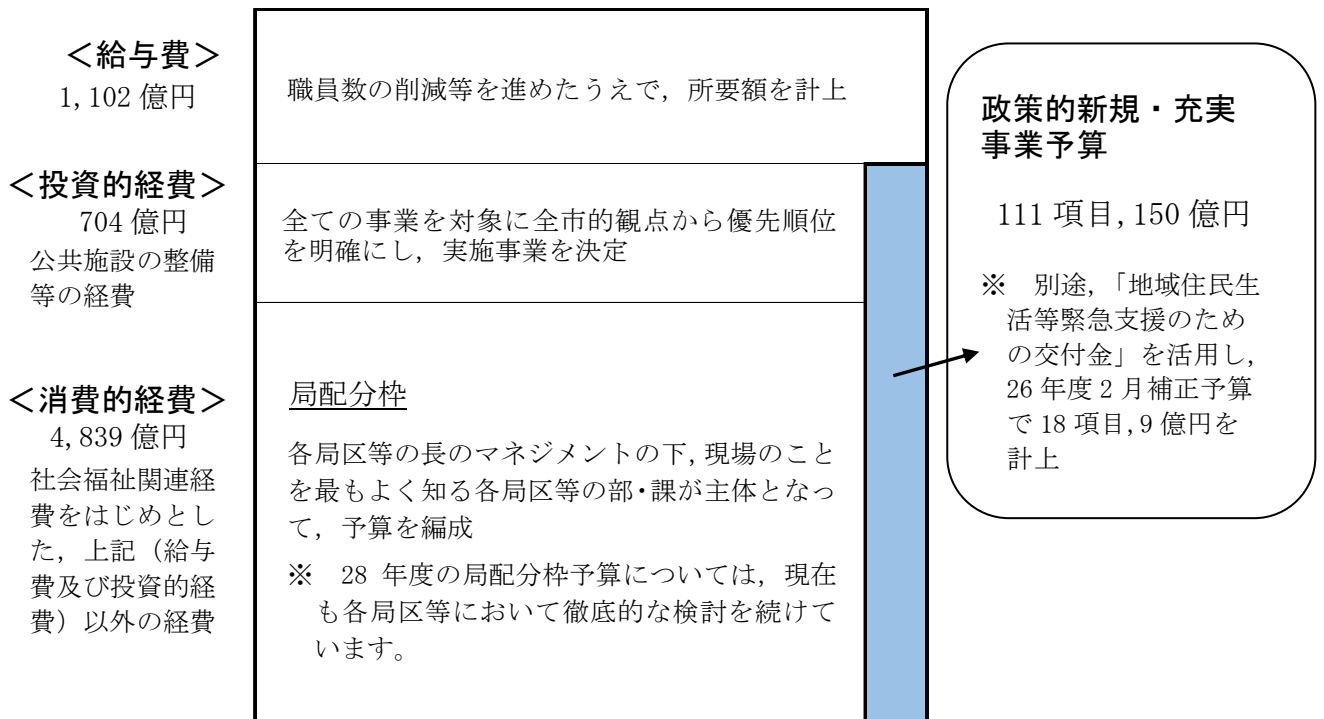 ＜給与費＞
1,102 億円
職員数の削減等を進めたうえで，所要額を計上
＜投資的経費＞
704 億円
公共施設の整備
等の経費
全ての事業を対象に全市的観点から優先順位
を明確にし，実施事業を決定
＜消費的経費＞
4,839 億円
社会福祉関連経
費をはじめとし
た，上記（給与
費及び投資的経
費）以外の経費
局配分枠
各局区等の長のマネジメントの下，現場のこと
を最もよく知る各局区等の部・課が主体となっ
て，予算を編成
※　28 年度の局配分枠予算については，現在
も各局区等において徹底的な検討を続けて
います。
政策的新規・充実
事業予算
111 項目，150 億円
※　別途，「地域住民生
活等緊急支援のため
の交付金」を活用し，
26 年度 2 月補正予算
で 18 項目，9 億円を
計上